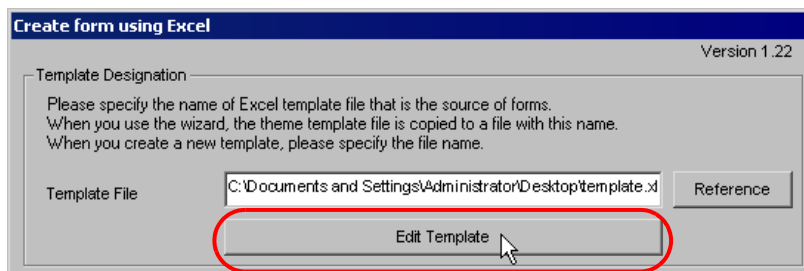 Create form using Excel
Version 1.22
Template Designation
Please specify the name of Excel template file that is the source of forms.
When you use the wizard, the theme template file is copied to a file with this name.
When you create a new template, please specify the file name.
Template File C:\Documents and Settings\Administrator\Desktop\template.xl Reference
Edit Template